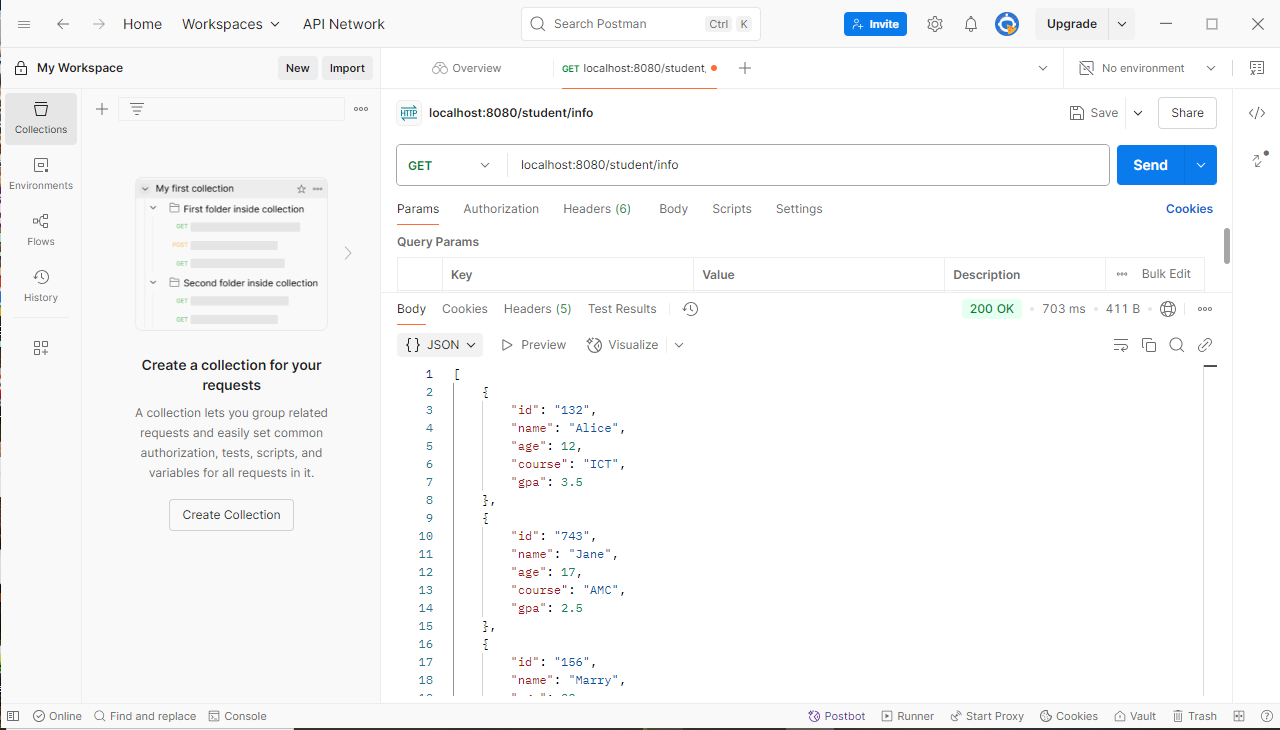 Home Workspaces API Network Search Postman Ctrl K Invite Upgrade
My Workspace New Import Overview GET localhost:8080/student No environment
Collections
Environments
Flows
History
My first collection
First folder inside collection
GET
POST
GET
Second folder inside collection
GET
GET
Create a collection for your
requests
A collection lets you group related
requests and easily set common
authorization, tests, scripts, and
variables for all requests in it.
Create Collection
HTTP localhost:8080/student/info Save Share
GET localhost:8080/student/info Send
Params Authorization Headers (6) Body Scripts Settings Cookies
Query Params
Key Value Description Bulk Edit
Body Cookies Headers (5) Test Results 200 OK 703 ms 411 B
{} JSON Preview Visualize
1 [
2 {
3 "id": "132",
4 "name": "Alice",
5 "age": 12,
6 "course": "ICT",
7 "gpa": 3.5
8 },
9 {
10 "id": "743",
11 "name": "Jane",
12 "age": 17,
13 "course": "AMC",
14 "gpa": 2.5
15 },
16 {
17 "id": "156",
18 "name": "Marry",
Online Find and replace Console Postbot Runner Start Proxy Cookies Vault Trash